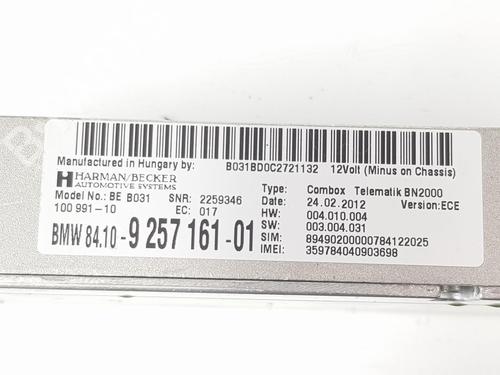 Manufactured in Hungary by: B031BD0C2721132 12Volt (Minus on Chassis)
HARMAN/BECKER
AUTOMOTIVE SYSTEMS
Type: Combox Telematik BN2000
Model No.: BE B031 SNR: 2259346
Date: 24.02.2012 Version:ECE
100 991-10 EC: 017
HW: 004.010.004
SW: 003.004.031
BMW 84.10-9 257 161-01
SIM: 89490200000784122025
IMEI: 359784040903698